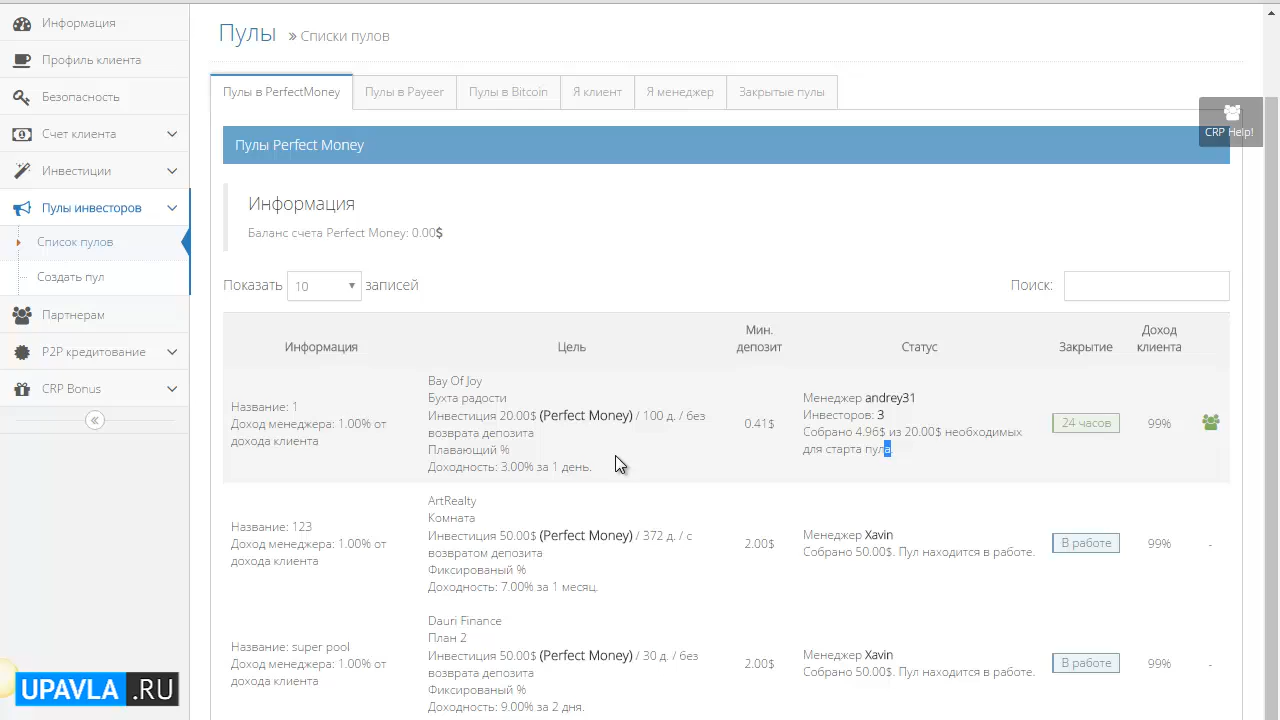 Информация
Профиль клиента
Безопасность
Счет клиента
Инвестиции
Пулы инвесторов
Список пулов
Создать пул
Партнерам
P2P кредитование
CRP Bonus
Пулы » Списки пулов
Пулы в PerfectMoney
Пулы в Payeer
Пулы в Bitcoin
Я клиент
Я менеджер
Закрытые пулы
CRP Help!
Пулы Perfect Money
Информация
Баланс счета Perfect Money: 0.00$
Показать 10 записей
Поиск:
Информация
Цель
Мин.
депозит
Статус
Закрытие
Доход
клиента
Название: 1
Доход менеджера: 1.00% от
дохода клиента
Bay Of Joy
Бухта радости
Инвестиция 20.00$ (Perfect Money) / 100 д. / без
возврата депозита
Плавающий %
Доходность: 3.00% за 1 день.
0.41$
Менеджер andrey31
Инвесторов: 3
Собрано 4.96$ из 20.00$ необходимых
для старта пула
24 часов
99%
Название: 123
Доход менеджера: 1.00% от
дохода клиента
ArtRealty
Комната
Инвестиция 50.00$ (Perfect Money) / 372 д. / с
возвратом депозита
Фиксированый %
Доходность: 7.00% за 1 месяц.
2.00$
Менеджер Xavin
Собрано 50.00$. Пул находится в работе.
В работе
99%
-
Название: super pool
Доход менеджера: 1.00% от
дохода клиента
Dauri Finance
План 2
Инвестиция 50.00$ (Perfect Money) / 30 д. / без
возврата депозита
Фиксированый %
Доходность: 9.00% за 2 дня.
2.00$
Менеджер Xavin
Собрано 50.00$. Пул находится в работе.
В работе
99%
-
UPAVLA.RU